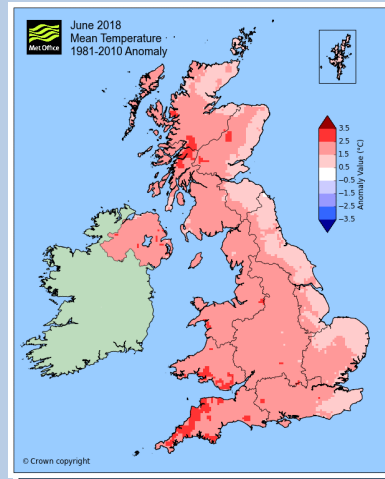 Met Office
June 2018
Mean Temperature
1981-2010 Anomaly
3.5
2.5
1.5
0.5
−0.5
−1.5
−2.5
−3.5
Anomaly Value (°C)
© Crown copyright